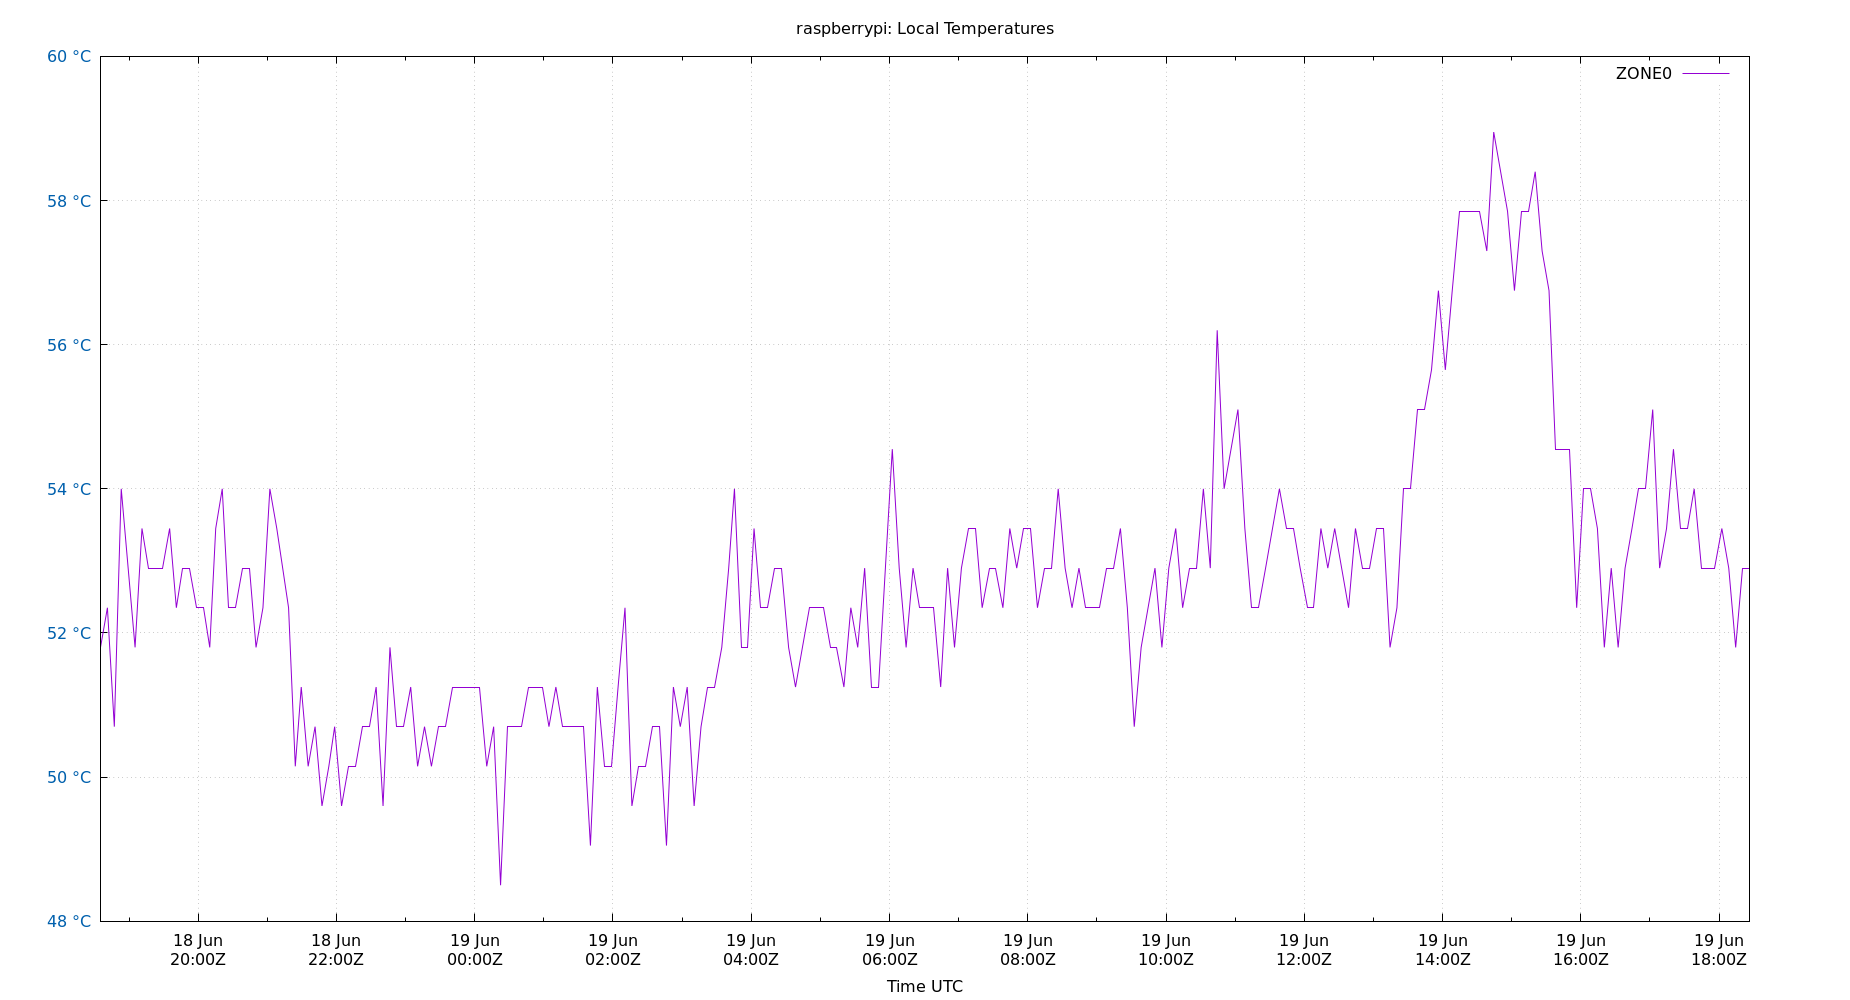 raspberrypi: Local Temperatures
60 °C
58 °C
56 °C
54 °C
52 °C
50 °C
48 °C
ZONE0
18 Jun
20:00Z
18 Jun
22:00Z
19 Jun
00:00Z
19 Jun
02:00Z
19 Jun
04:00Z
19 Jun
06:00Z
19 Jun
08:00Z
19 Jun
10:00Z
19 Jun
12:00Z
19 Jun
14:00Z
19 Jun
16:00Z
19 Jun
18:00Z
Time UTC